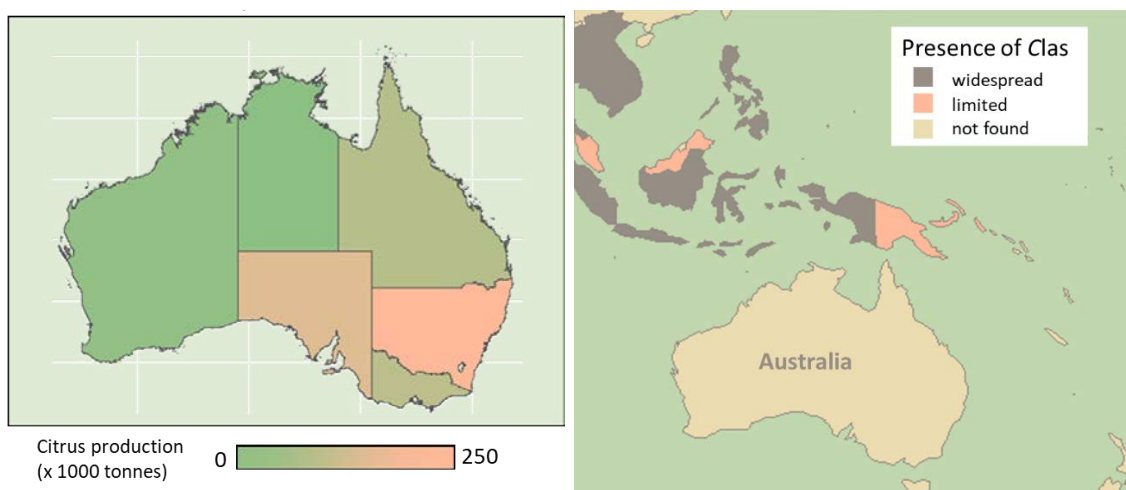 Citrus production
(x 1000 tonnes)
0
250
Presence of Clas
widespread
limited
not found
Australia